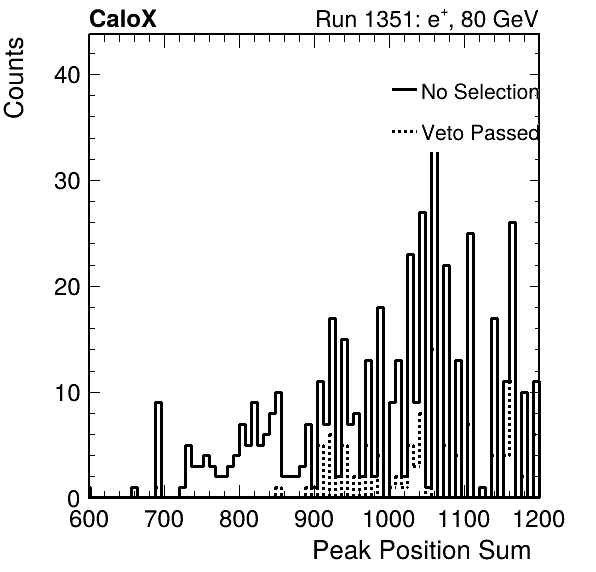 CaloX Run 1351: e⁺, 80 GeV
Counts
No Selection
Veto Passed
40
30
20
10
0
600 700 800 900 1000 1100 1200
Peak Position Sum